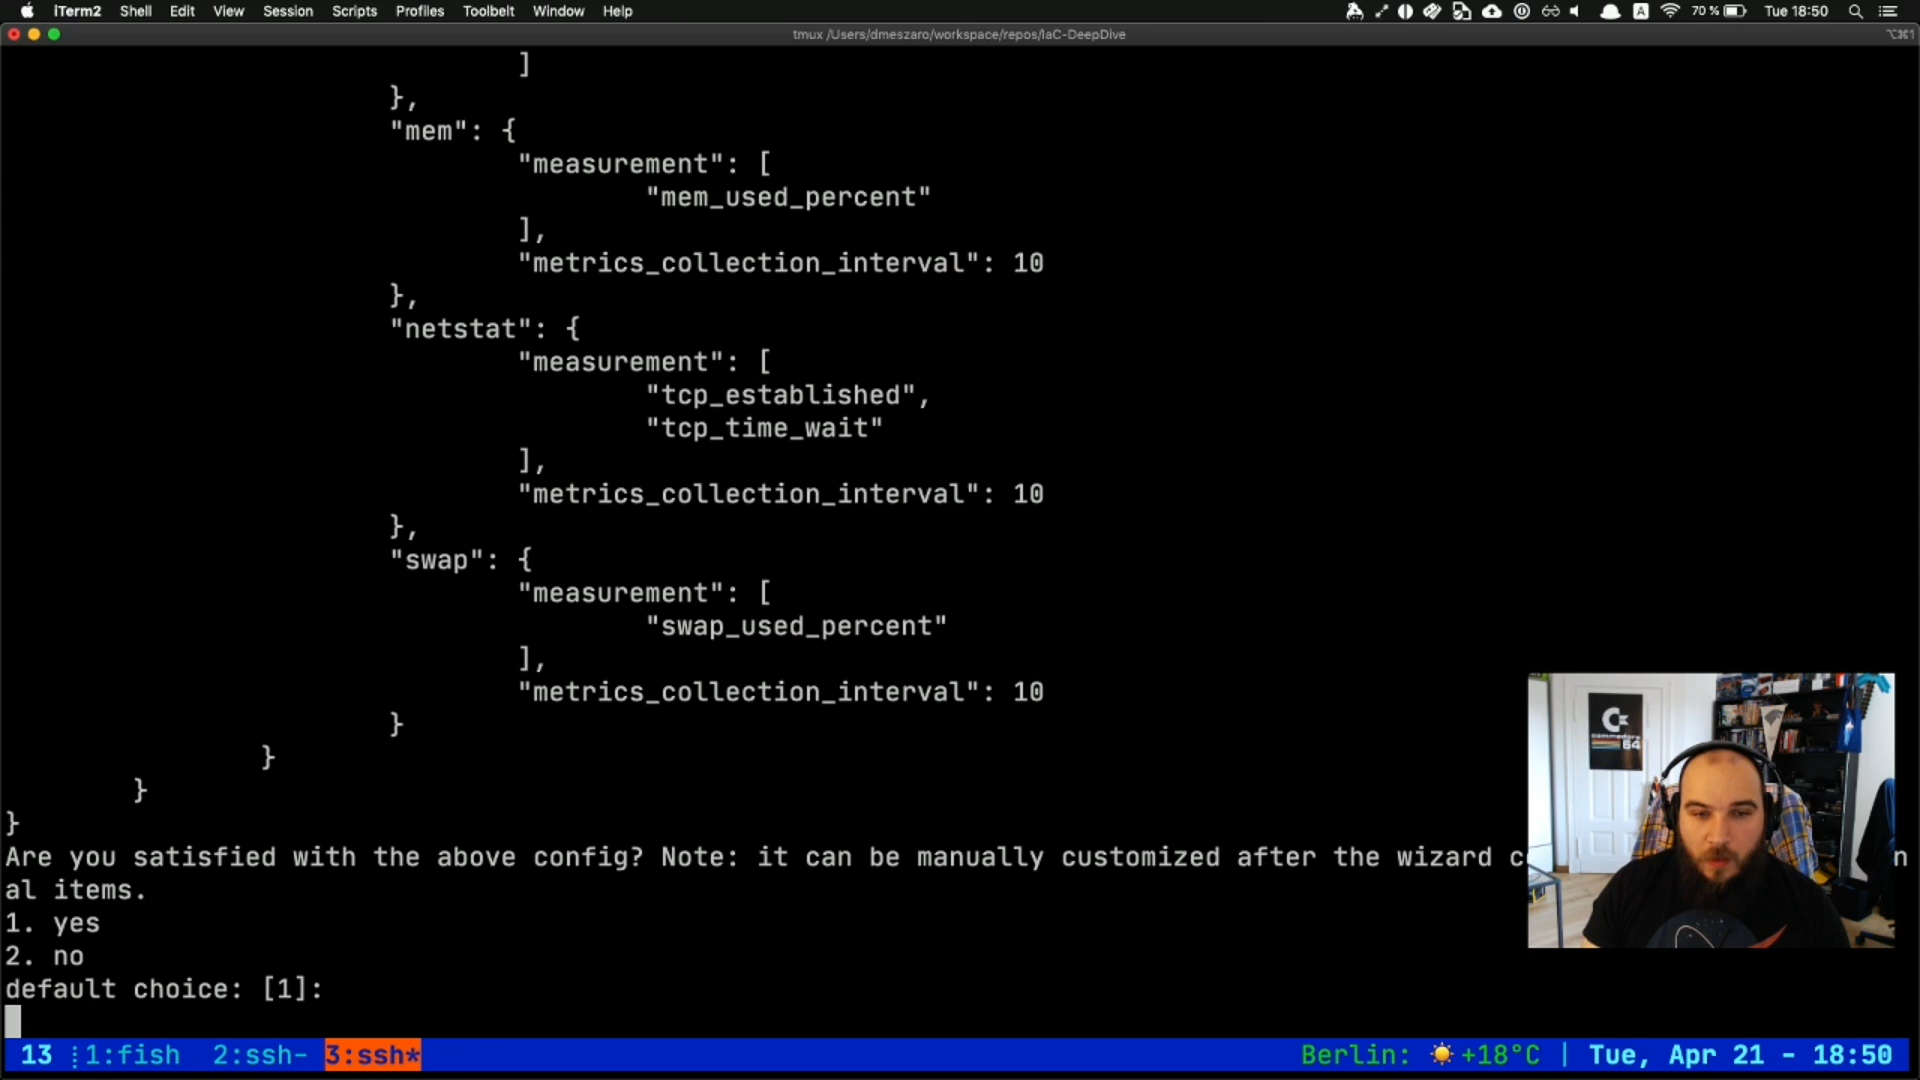 iTerm2 Shell Edit View Session Scripts Profiles Toolbelt Window Help 70 % Tue 18:50
tmux /Users/dmeszaro/workspace/repos/IaC-DeepDive ⌥⌘1
]
},
"mem": {
"measurement": [
"mem_used_percent"
],
"metrics_collection_interval": 10
},
"netstat": {
"measurement": [
"tcp_established",
"tcp_time_wait"
],
"metrics_collection_interval": 10
},
"swap": {
"measurement": [
"swap_used_percent"
],
"metrics_collection_interval": 10
}
}
}
}
Are you satisfied with the above config? Note: it can be manually customized after the wizard c n
al items.
1. yes
2. no
default choice: [1]:
commodore
64
13 1:fish 2:ssh- 3:ssh* Berlin: +18°C | Tue, Apr 21 - 18:50